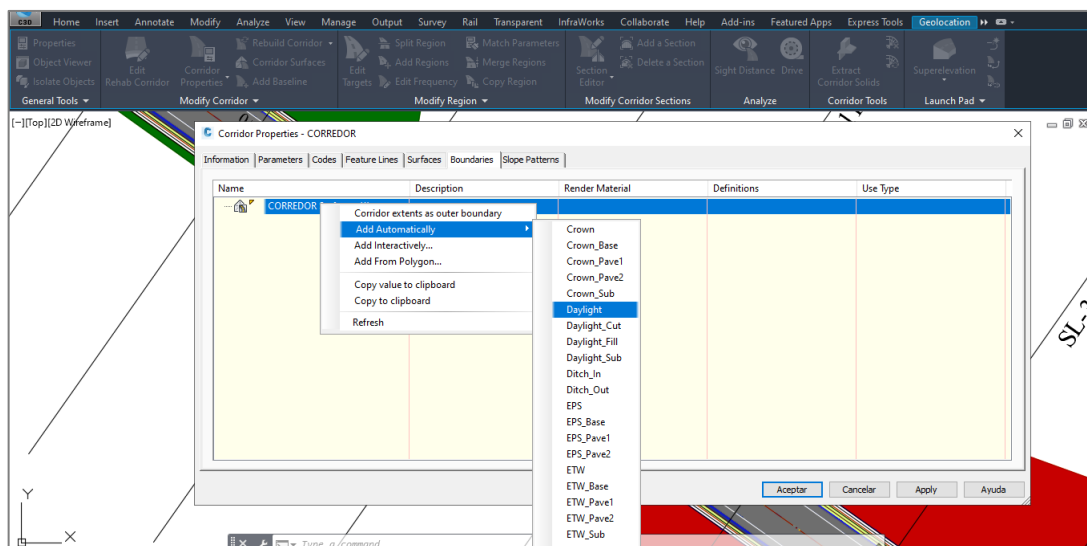 C3D Home Insert Annotate Modify Analyze View Manage Output Survey Rail Transparent InfraWorks Collaborate Help Add-ins Featured Apps Express Tools Geolocation
Properties Rebuild Corridor Split Region Match Parameters Add a Section
Object Viewer Corridor Surfaces Add Regions Merge Regions Delete a Section
Isolate Objects Add Baseline Edit Frequency Copy Region
Edit Rehab Corridor
Corridor Properties
Edit Targets
Section Editor
Sight Distance Drive
Extract Corridor Solids
Superelevation
General Tools Modify Corridor Modify Region Modify Corridor Sections Analyze Corridor Tools Launch Pad
[-][Top][2D Wireframe]
Corridor Properties - CORREDOR
Information Parameters Codes Feature Lines Surfaces Boundaries Slope Patterns
Name Description Render Material Definitions Use Type
CORREDOR
Corridor extents as outer boundary
Add Automatically
Add Interactively...
Add From Polygon...
Copy value to clipboard
Copy to clipboard
Refresh
Crown
Crown_Base
Crown_Pave1
Crown_Pave2
Crown_Sub
Daylight
Daylight_Cut
Daylight_Fill
Daylight_Sub
Ditch_In
Ditch_Out
EPS
EPS_Base
EPS_Pave1
EPS_Pave2
ETW
ETW_Base
ETW_Pave1
ETW_Pave2
ETW_Sub
Aceptar Cancelar Apply Ayuda
Y
X
Type a command